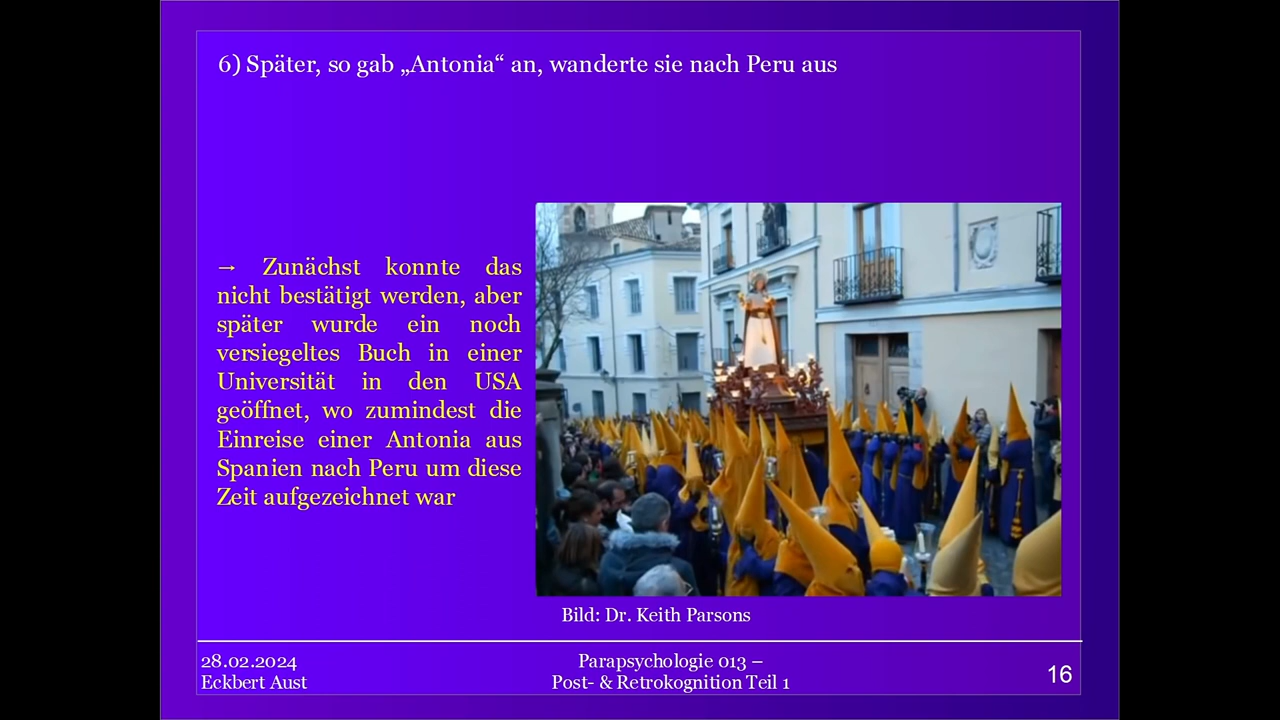 6) Später, so gab „Antonia“ an, wanderte sie nach Peru aus
→ Zunächst konnte das
nicht bestätigt werden, aber
später wurde ein noch
versiegeltes Buch in einer
Universität in den USA
geöffnet, wo zumindest die
Einreise einer Antonia aus
Spanien nach Peru um diese
Zeit aufgezeichnet war
Bild: Dr. Keith Parsons
28.02.2024
Eckbert Aust
Parapsychologie 013 –
Post- & Retrokognition Teil 1
16